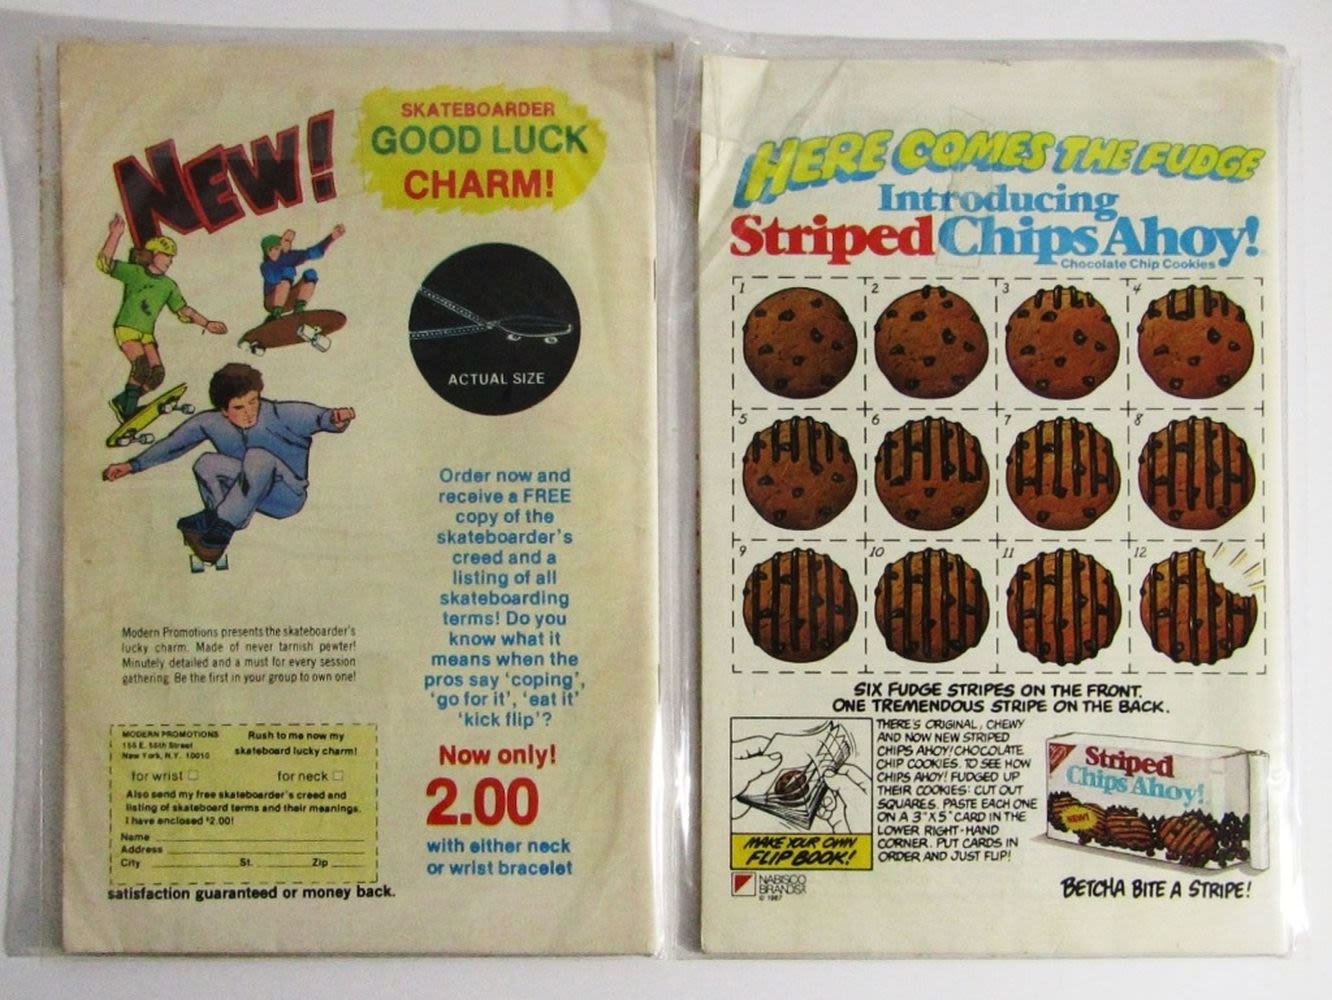 NEW!
SKATEBOARDER
GOOD LUCK
CHARM!
ACTUAL SIZE
Order now and
receive a FREE
copy of the
skateboarder's
creed and a
listing of all
skateboarding
terms! Do you
know what it
means when the
pros say 'coping',
'go for it', 'eat it'
'kick flip'?
Now only!
2.00
with either neck
or wrist bracelet
Modern Promotions presents the skateboarder's
lucky charm. Made of never tarnish pewter!
Minutely detailed and a must for every session
gathering. Be the first in your group to own one!
MODERN PROMOTIONS
155 E. 55th Street
New York, N.Y. 10010
Rush to me now my
skateboard lucky charm!
for wrist
for neck
Also send my free skateboarder's creed and
listing of skateboard terms and their meanings.
I have enclosed $2.00!
Name
Address
City St. Zip
satisfaction guaranteed or money back.
HERE COMES THE FUDGE
Introducing
Striped Chips Ahoy!
Chocolate Chip Cookies
1 2 3 4
5 6 7 8
9 10 11 12
SIX FUDGE STRIPES ON THE FRONT.
ONE TREMENDOUS STRIPE ON THE BACK.
THERE'S ORIGINAL, CHEWY
AND NOW NEW STRIPED
CHIPS AHOY! CHOCOLATE
CHIP COOKIES. TO SEE HOW
CHIPS AHOY! FUDGED UP
THEIR COOKIES: CUT OUT
SQUARES. PASTE EACH ONE
ON A 3"X5" CARD IN THE
LOWER RIGHT-HAND
CORNER. PUT CARDS IN
ORDER AND JUST FLIP!
MAKE YOUR OWN
FLIP BOOK!
NABISCO
BRANDS
© 1987
Striped
Chips Ahoy!
NEW!
BETCHA BITE A STRIPE!